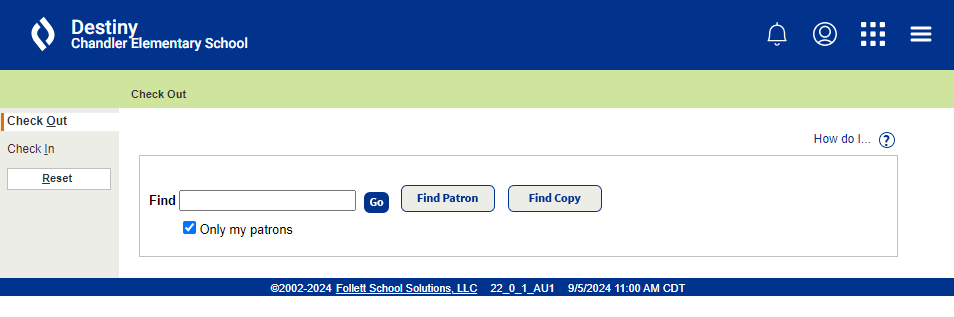 Destiny
Chandler Elementary School
Check Out
Check Out
Check In
Reset
How do I... ?
Find Go Find Patron Find Copy
Only my patrons
©2002-2024 Follett School Solutions, LLC 22_0_1_AU1 9/5/2024 11:00 AM CDT